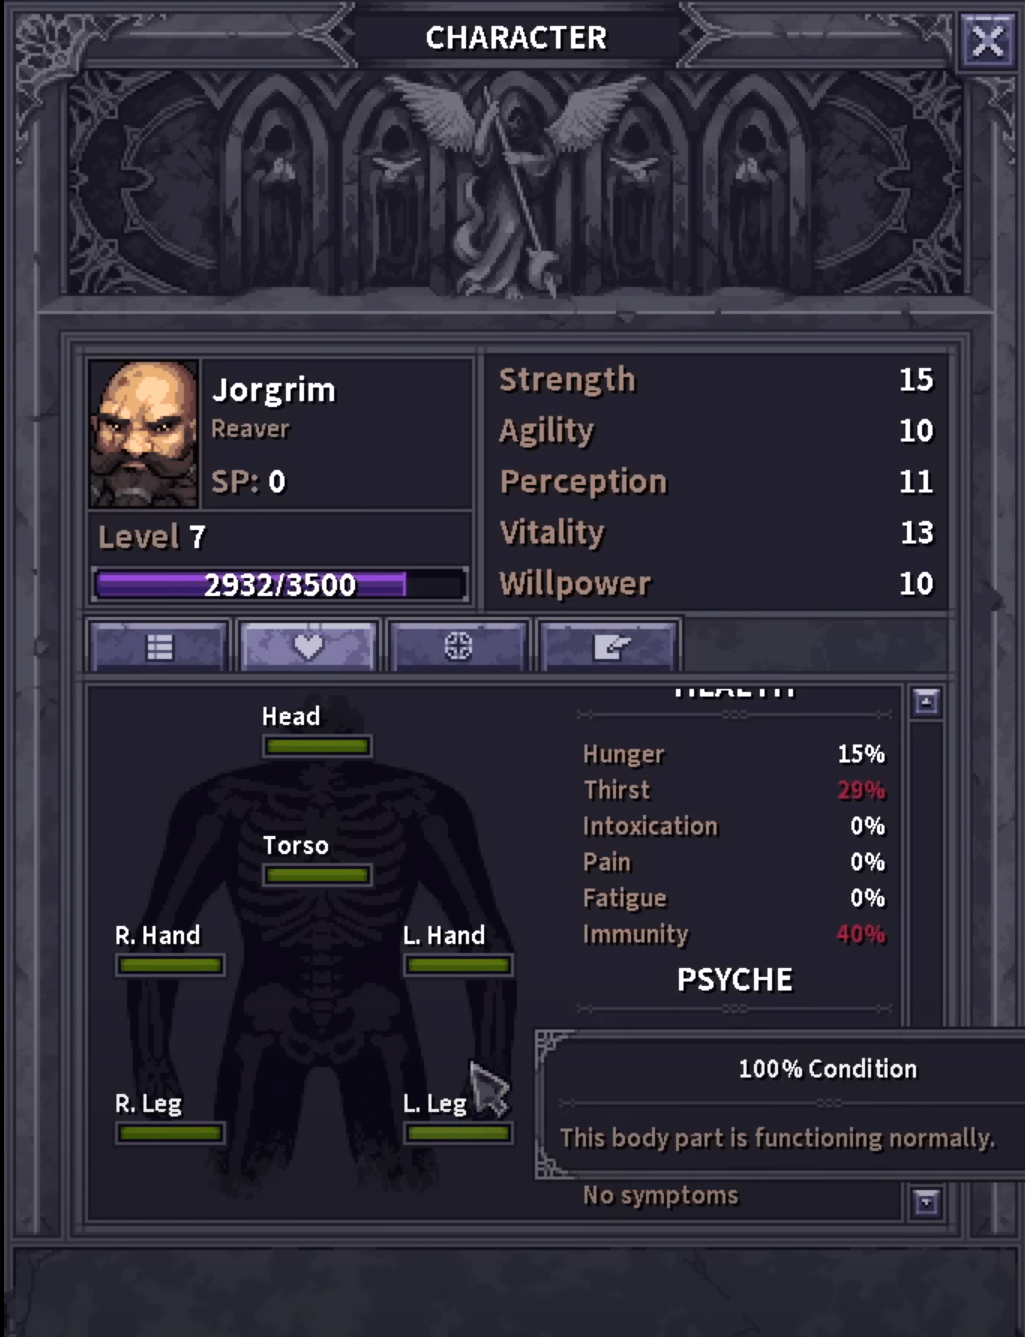 CHARACTER
Jorgrim
Reaver
SP: 0
Level 7
2932/3500
Strength 15
Agility 10
Perception 11
Vitality 13
Willpower 10
Head
Torso
R. Hand
L. Hand
R. Leg
L. Leg
HEALTH
Hunger 15%
Thirst 29%
Intoxication 0%
Pain 0%
Fatigue 0%
Immunity 40%
PSYCHE
100% Condition
This body part is functioning normally.
No symptoms